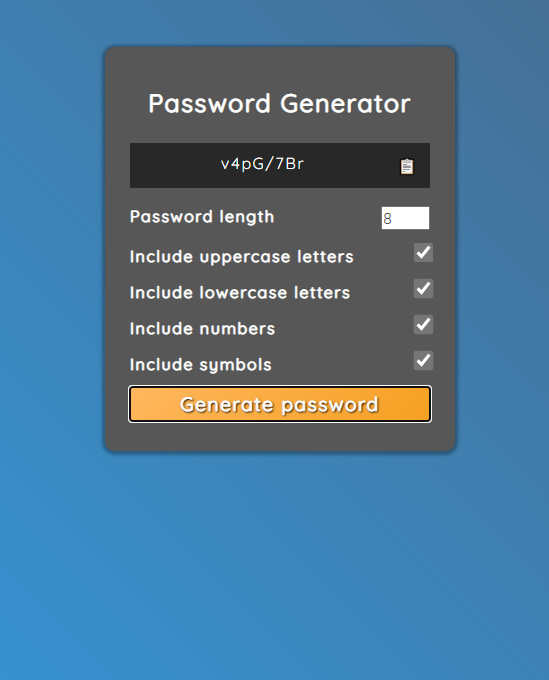 Password Generator
v4pG/7Br
Password length 8
Include uppercase letters
Include lowercase letters
Include numbers
Include symbols
Generate password